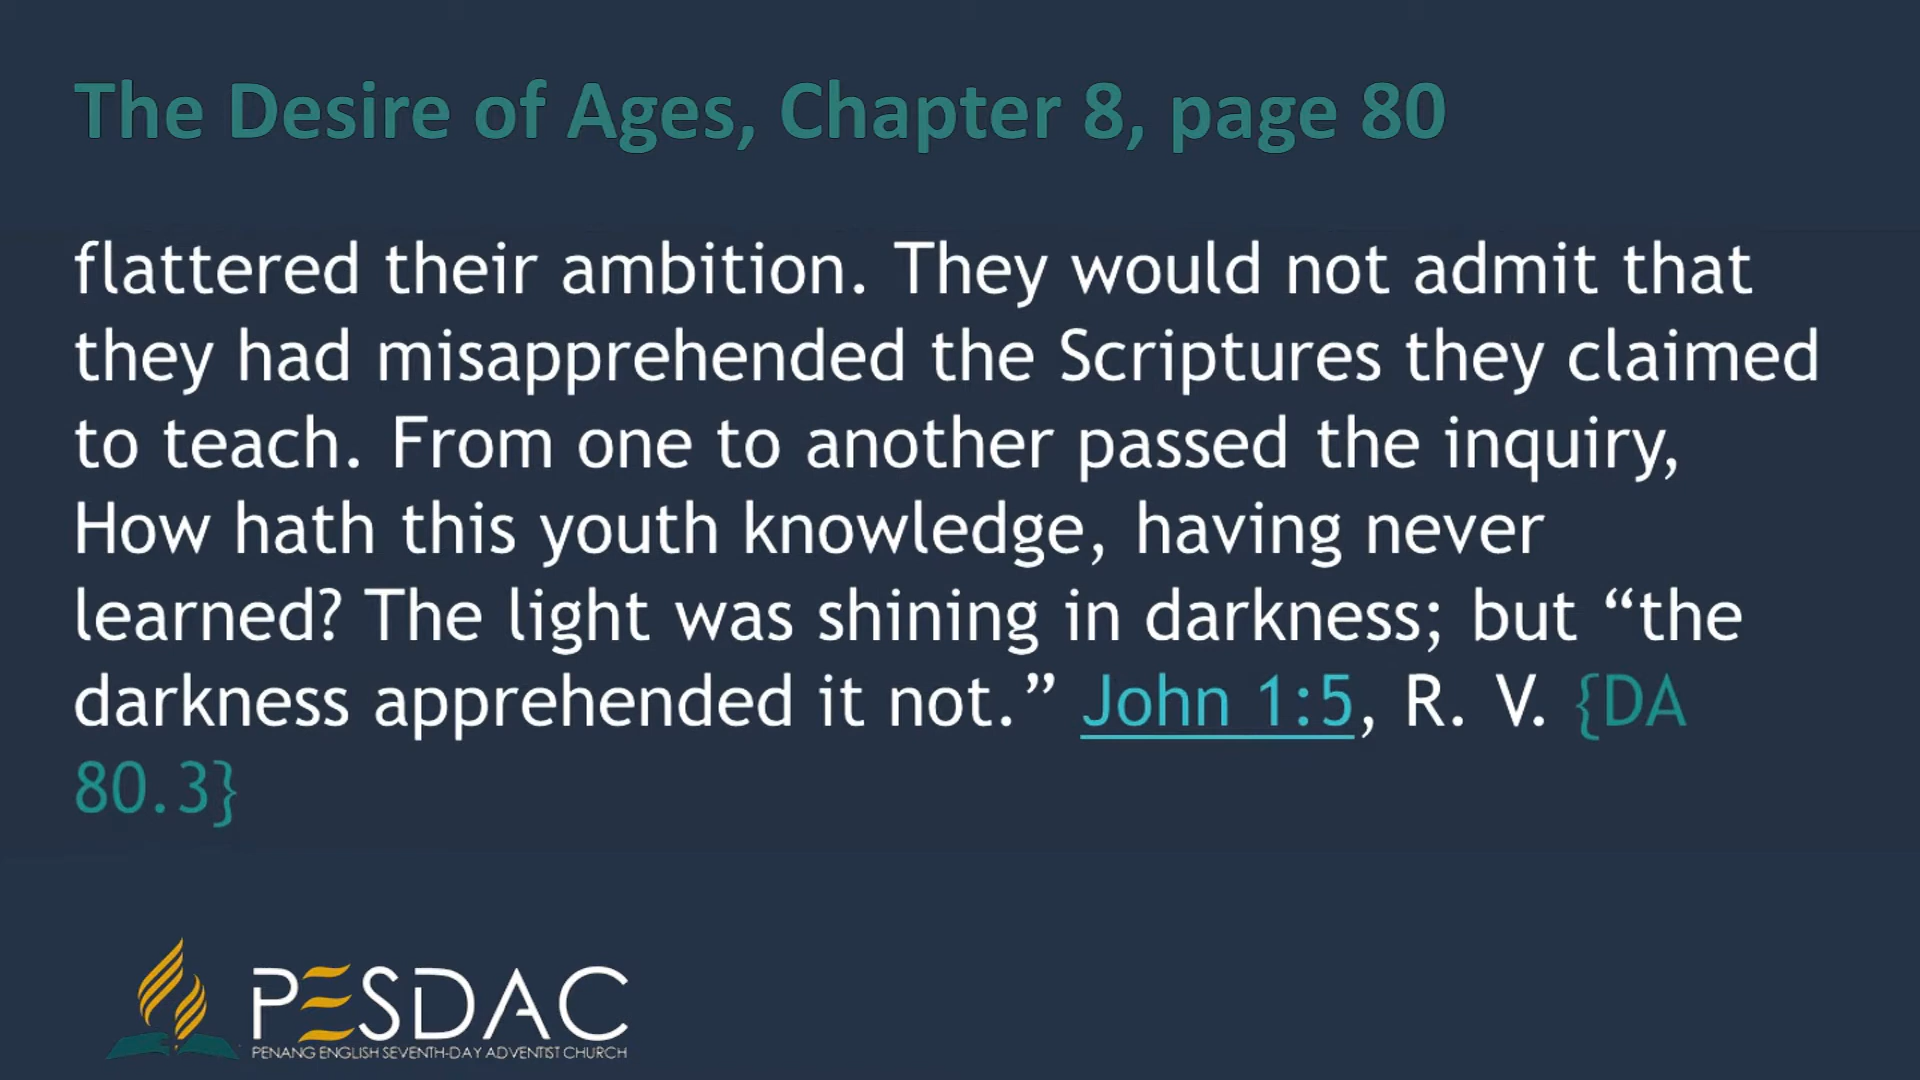 The Desire of Ages, Chapter 8, page 80
flattered their ambition. They would not admit that
they had misapprehended the Scriptures they claimed
to teach. From one to another passed the inquiry,
How hath this youth knowledge, having never
learned? The light was shining in darkness; but “the
darkness apprehended it not.” John 1:5, R. V. {DA
80.3}
PESDAC
PENANG ENGLISH SEVENTH-DAY ADVENTIST CHURCH